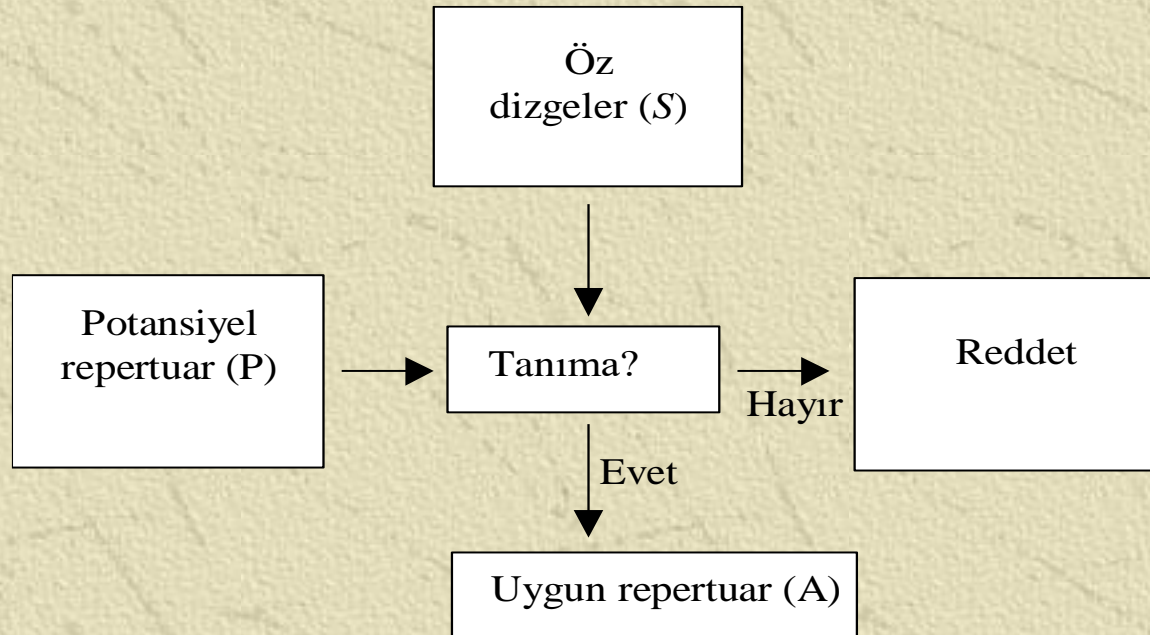 Öz
dizgeler (S)
Potansiyel
repertuar (P)
Tanıma?
Hayır
Reddet
Evet
Uygun repertuar (A)